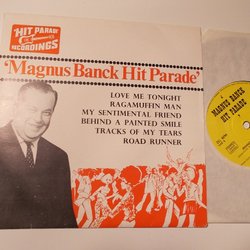 'HIT PARADE'
RECORDINGS
'Magnus Banck Hit Parade'
LOVE ME TONIGHT
RAGAMUFFIN MAN
MY SENTIMENTAL FRIEND
BEHIND A PAINTED SMILE
TRACKS OF MY TEARS
ROAD RUNNER
MAGNUS BANCK
HIT PARADE